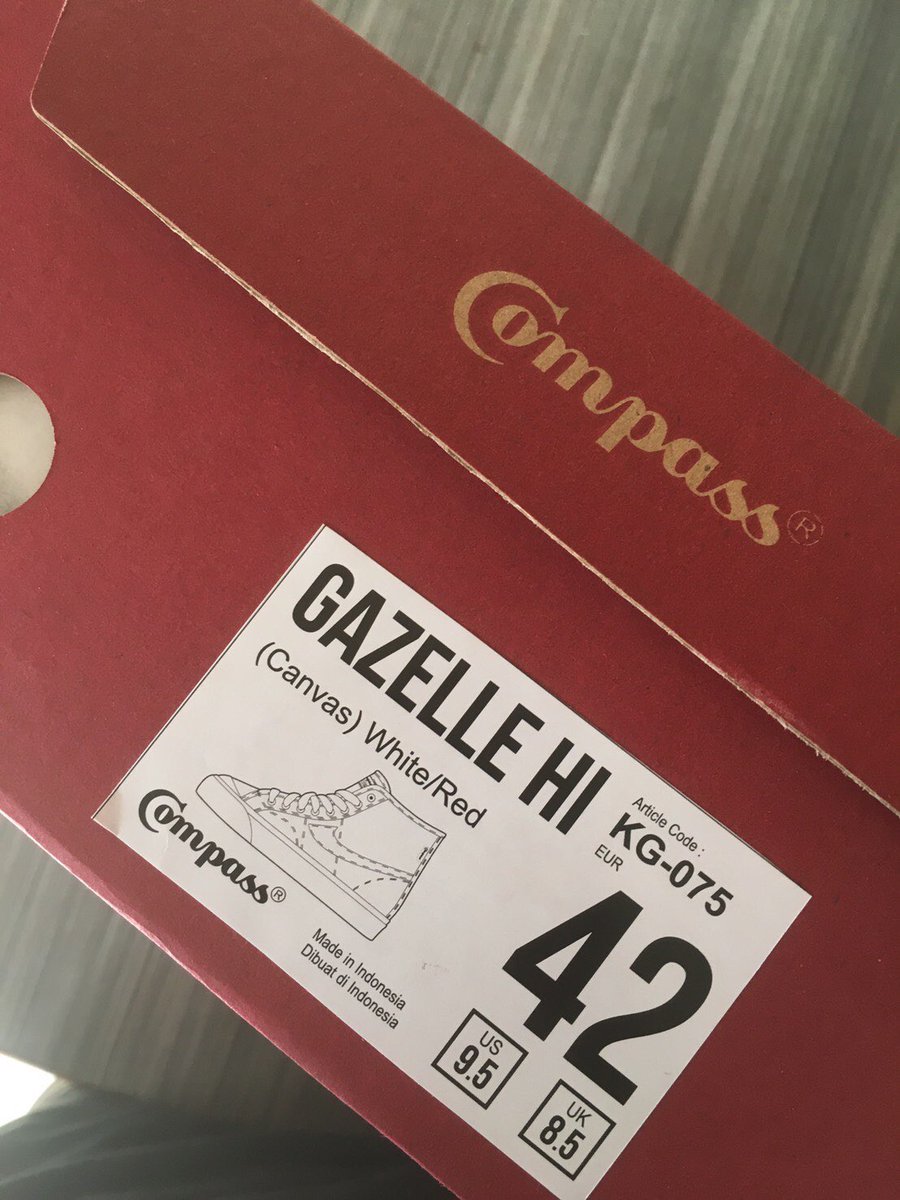 Compass®
GAZELLE HI
(Canvas) White/Red
Compass®
Made in Indonesia
Dibuat di Indonesia
Article Code :
KG-075
EUR
42
US
9.5
UK
8.5